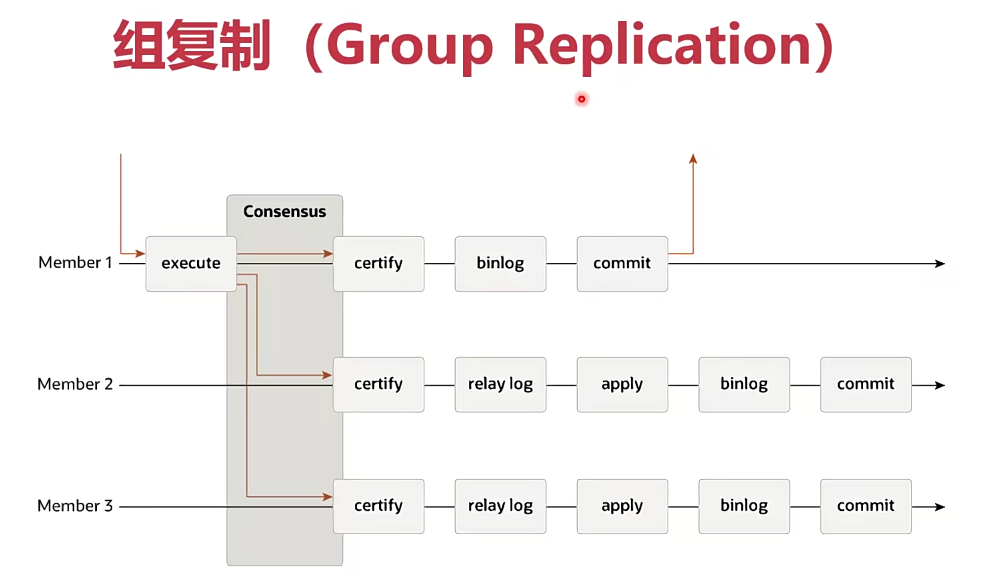 组复制（Group Replication）
Consensus
Member 1 execute certify binlog commit
Member 2 certify relay log apply binlog commit
Member 3 certify relay log apply binlog commit